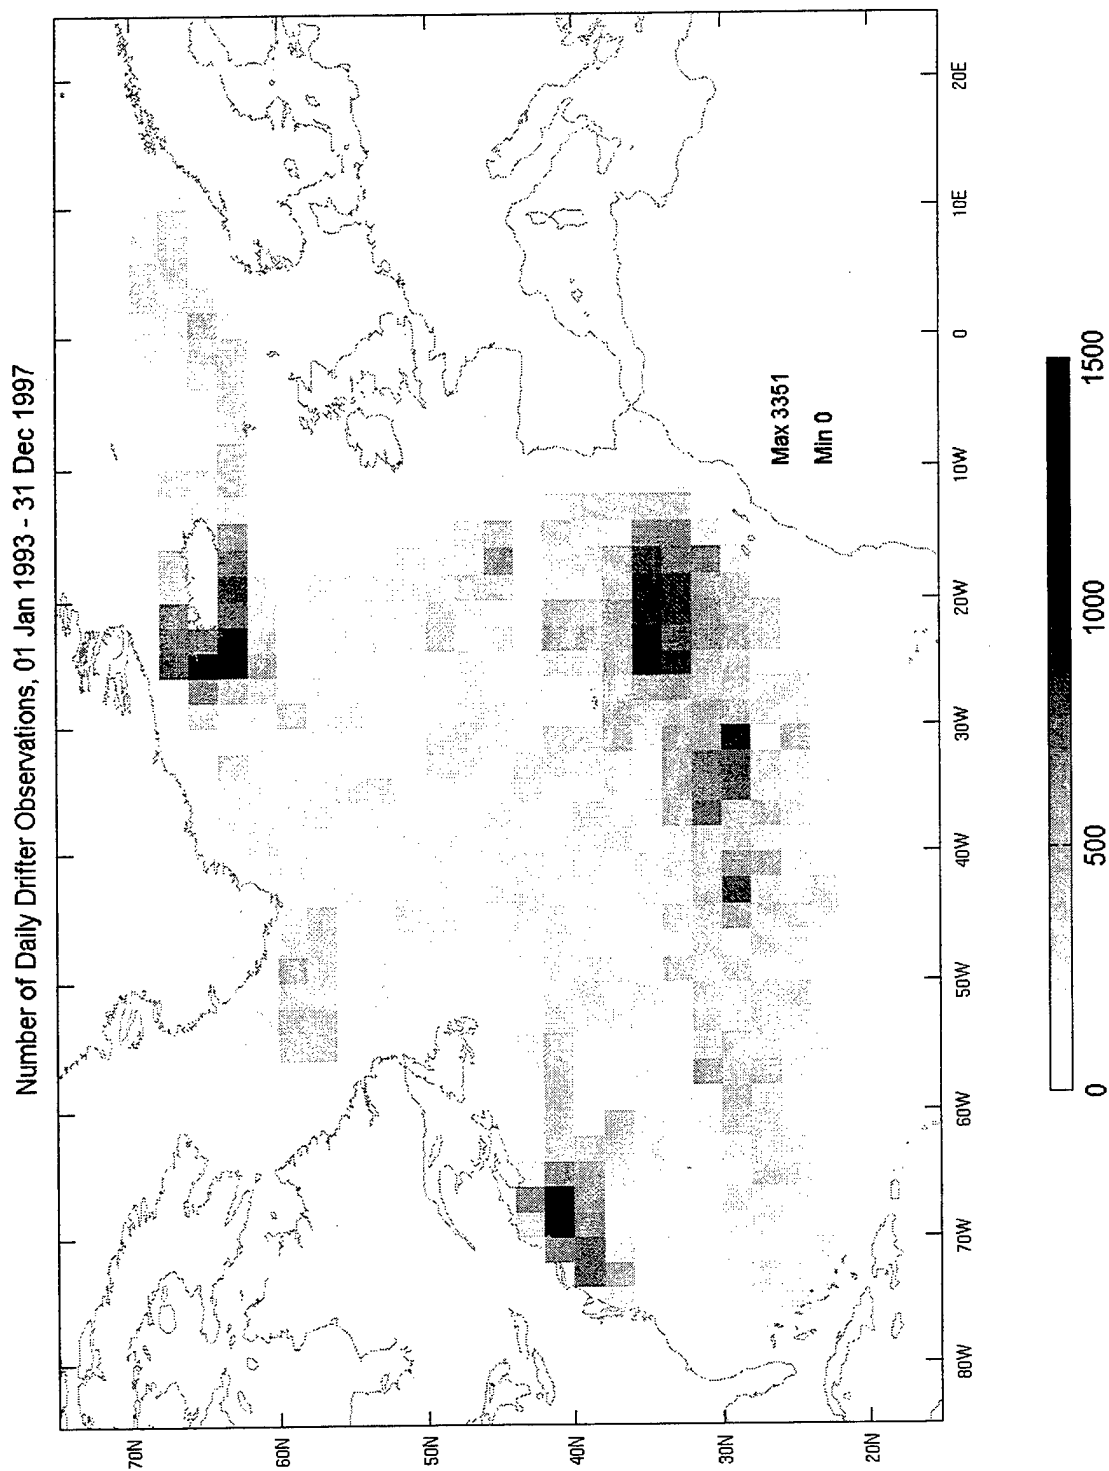 Number of Daily Drifter Observations, 01 Jan 1993 - 31 Dec 1997
70N
60N
50N
40N
30N
20N
80W
70W
60W
50W
40W
30W
20W
10W
0
10E
20E
Max 3351
Min 0
0
500
1000
1500